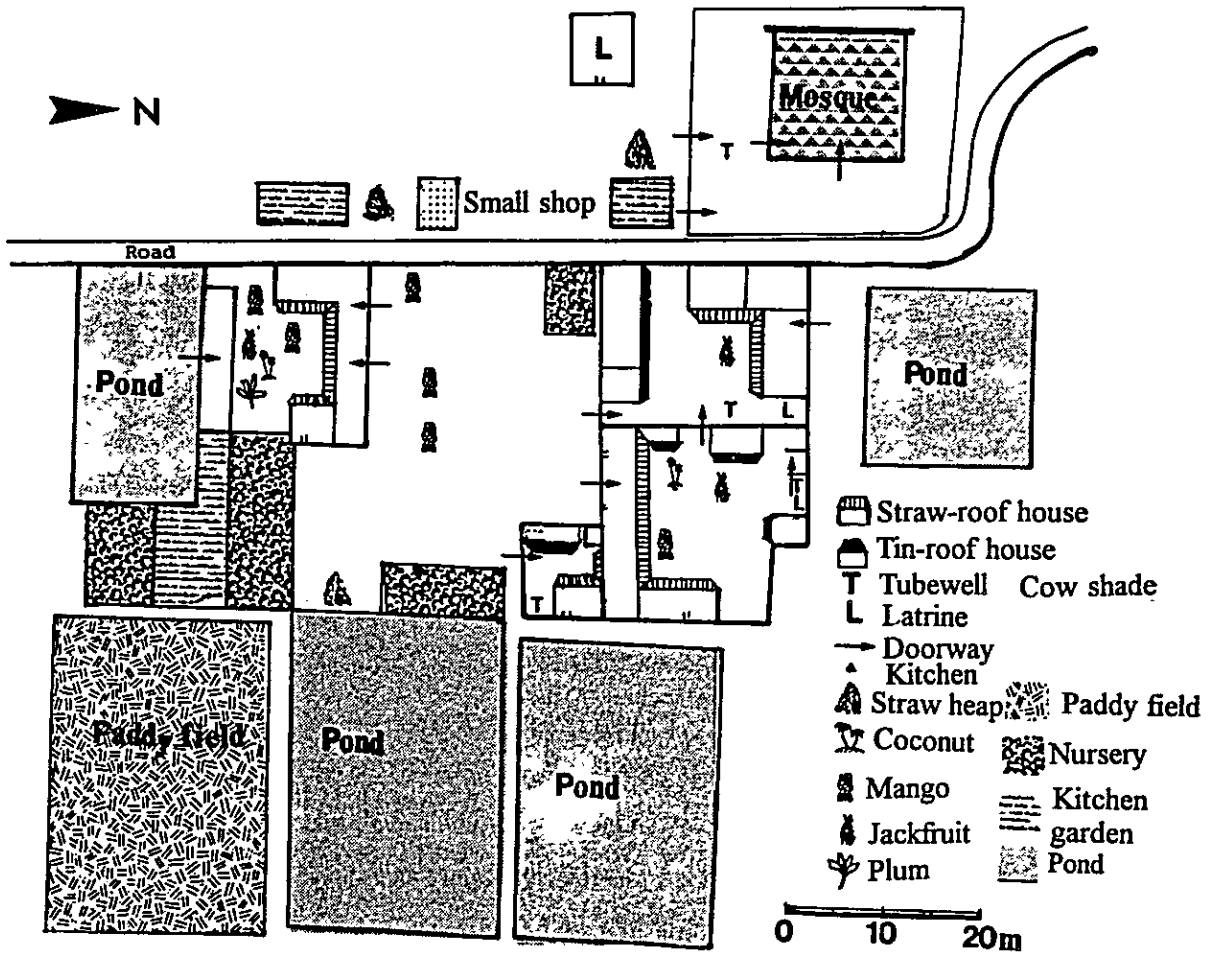 L
N
Mosque
T
Small shop
Road
Pond
Pond
T
L
T
L
T
Straw-roof house
Tin-roof house
T Tubewell Cow shade
L Latrine
Doorway
Kitchen
Straw heap Paddy field
Coconut
Nursery
Mango
Kitchen
garden
Jackfruit
Pond
Plum
Paddy field
Pond
Pond
0 10 20m